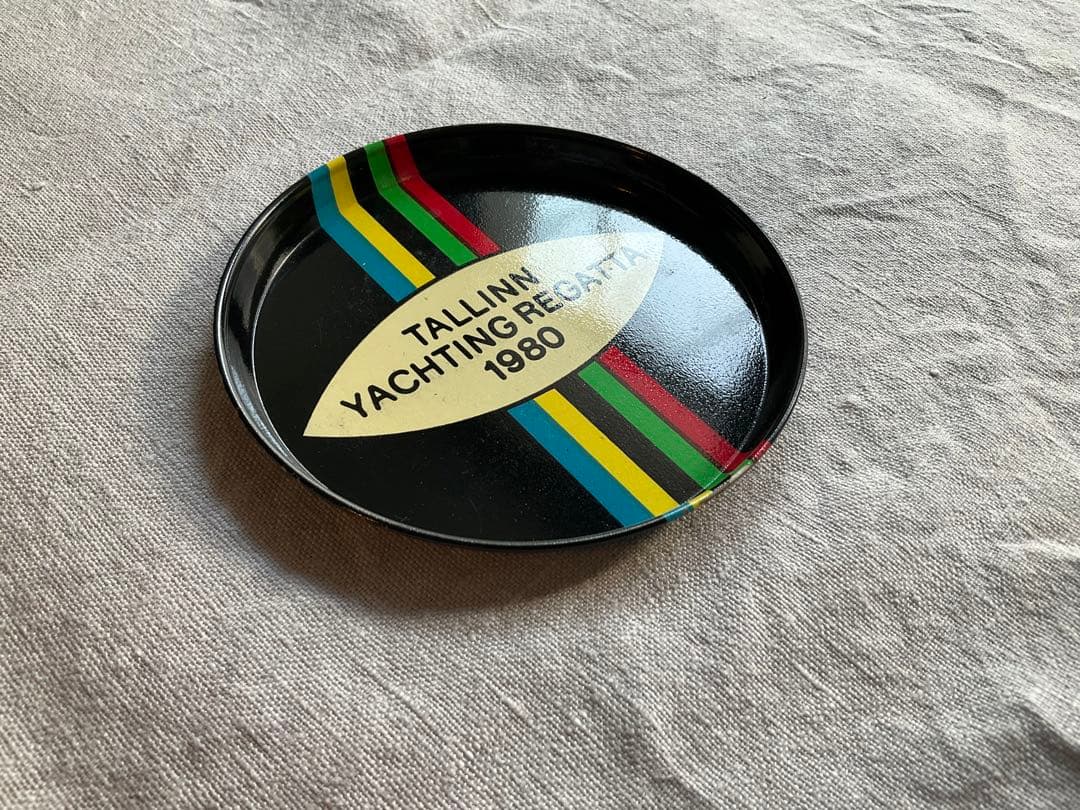 TALLINN
YACHTING REGATTA
1980